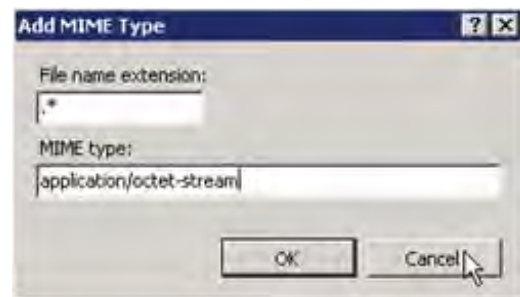 Add MIME Type
? X
File name extension:
.*
MIME type:
application/octet-stream
OK Cancel